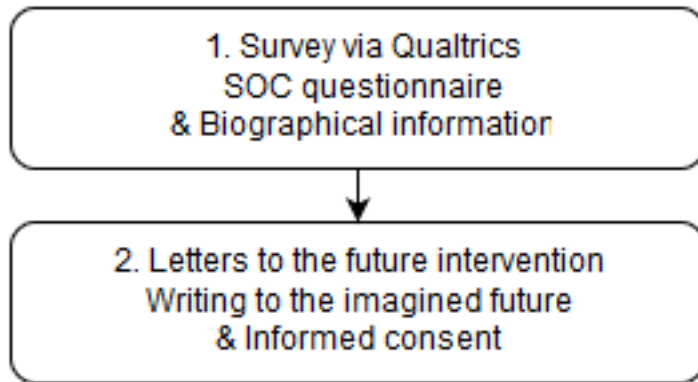 1. Survey via Qualtrics
SOC questionnaire
& Biographical information
2. Letters to the future intervention
Writing to the imagined future
& Informed consent